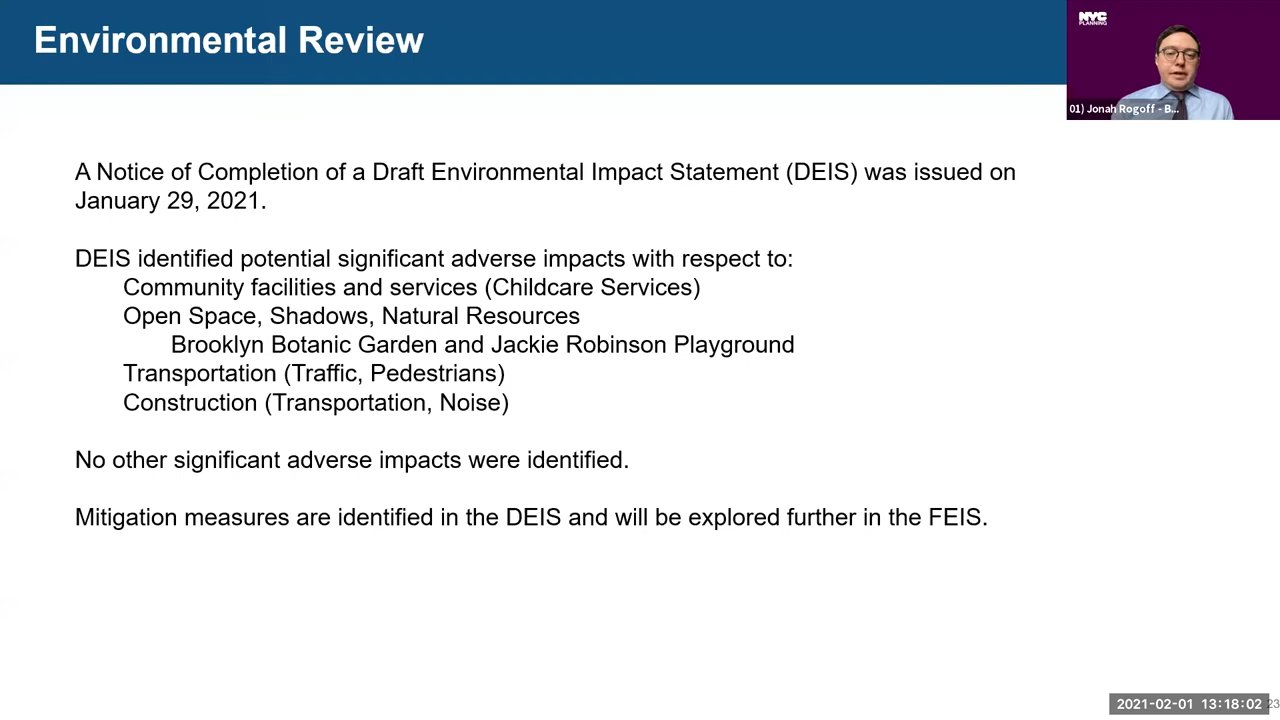 Environmental Review
NYC
PLANNING
01) Jonah Rogoff - B...
A Notice of Completion of a Draft Environmental Impact Statement (DEIS) was issued on
January 29, 2021.
DEIS identified potential significant adverse impacts with respect to:
Community facilities and services (Childcare Services)
Open Space, Shadows, Natural Resources
Brooklyn Botanic Garden and Jackie Robinson Playground
Transportation (Traffic, Pedestrians)
Construction (Transportation, Noise)
No other significant adverse impacts were identified.
Mitigation measures are identified in the DEIS and will be explored further in the FEIS.
2021-02-01 13:18:02 23